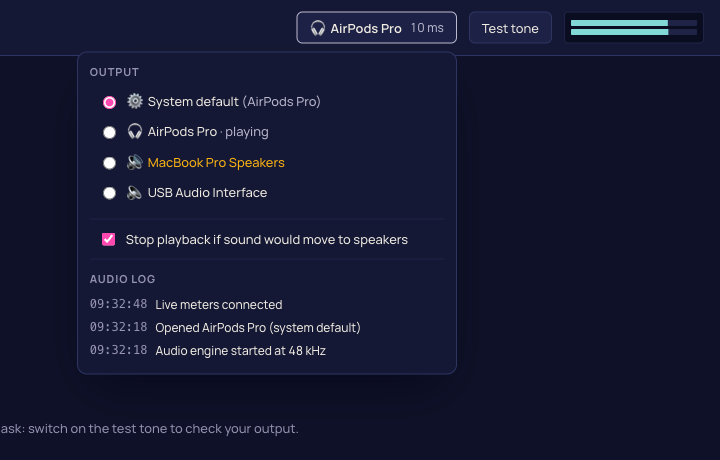 AirPods Pro 10 ms Test tone
OUTPUT
System default (AirPods Pro)
AirPods Pro · playing
MacBook Pro Speakers
USB Audio Interface
Stop playback if sound would move to speakers
AUDIO LOG
09:32:48 Live meters connected
09:32:18 Opened AirPods Pro (system default)
09:32:18 Audio engine started at 48 kHz
ask: switch on the test tone to check your output.